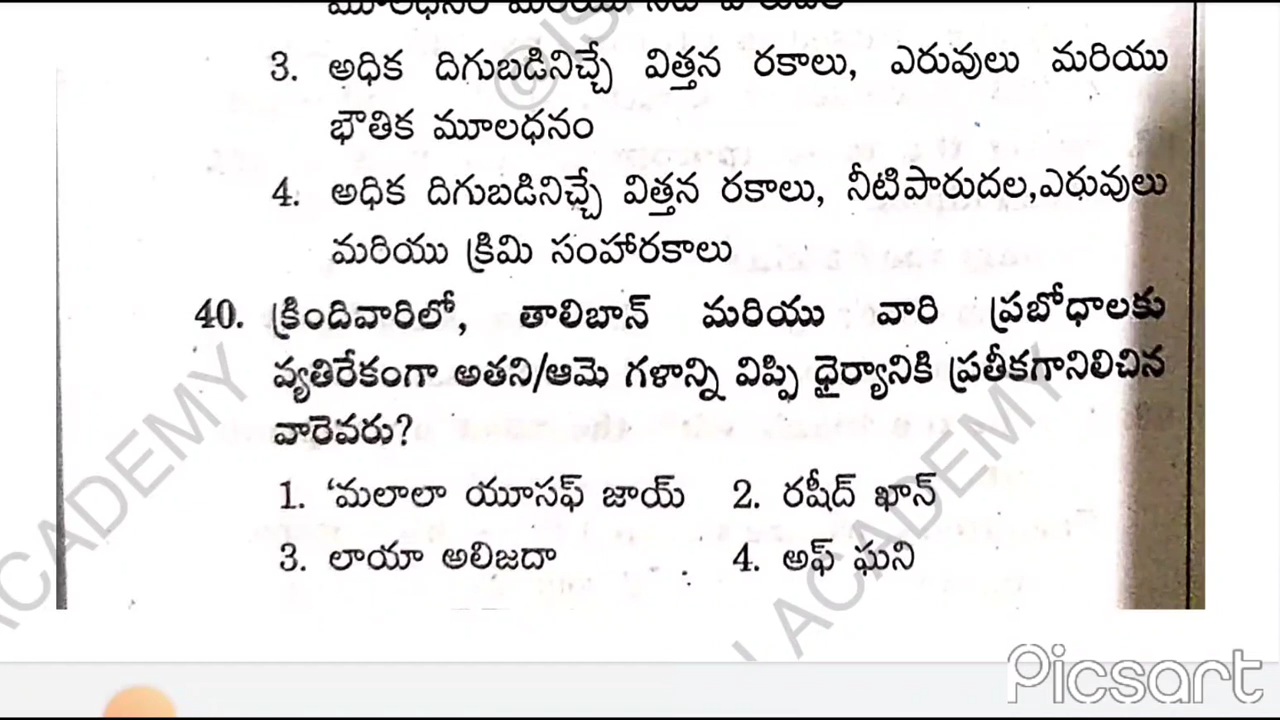 3. అధిక దిగుబడినిచ్చే విత్తన రకాలు, ఎరువులు మరియు
భౌతిక మూలధనం
4. అధిక దిగుబడినిచ్చే విత్తన రకాలు, నీటిపారుదల,ఎరువులు
మరియు క్రిమి సంహారకాలు
40. క్రిందివారిలో, తాలిబాన్ మరియు వారి ప్రబోధాలకు
వ్యతిరేకంగా అతని/ఆమె గళాన్ని విప్పి ధైర్యానికి ప్రతీకగానిలిచిన
వారెవరు?
1. ‘మలాలా యూసఫ్ జాయ్ 2. రషీద్ ఖాన్
3. లాయా అలిజదా 4. అఫ్ ఘని
ACADEMY
ACADEMY
Picsart